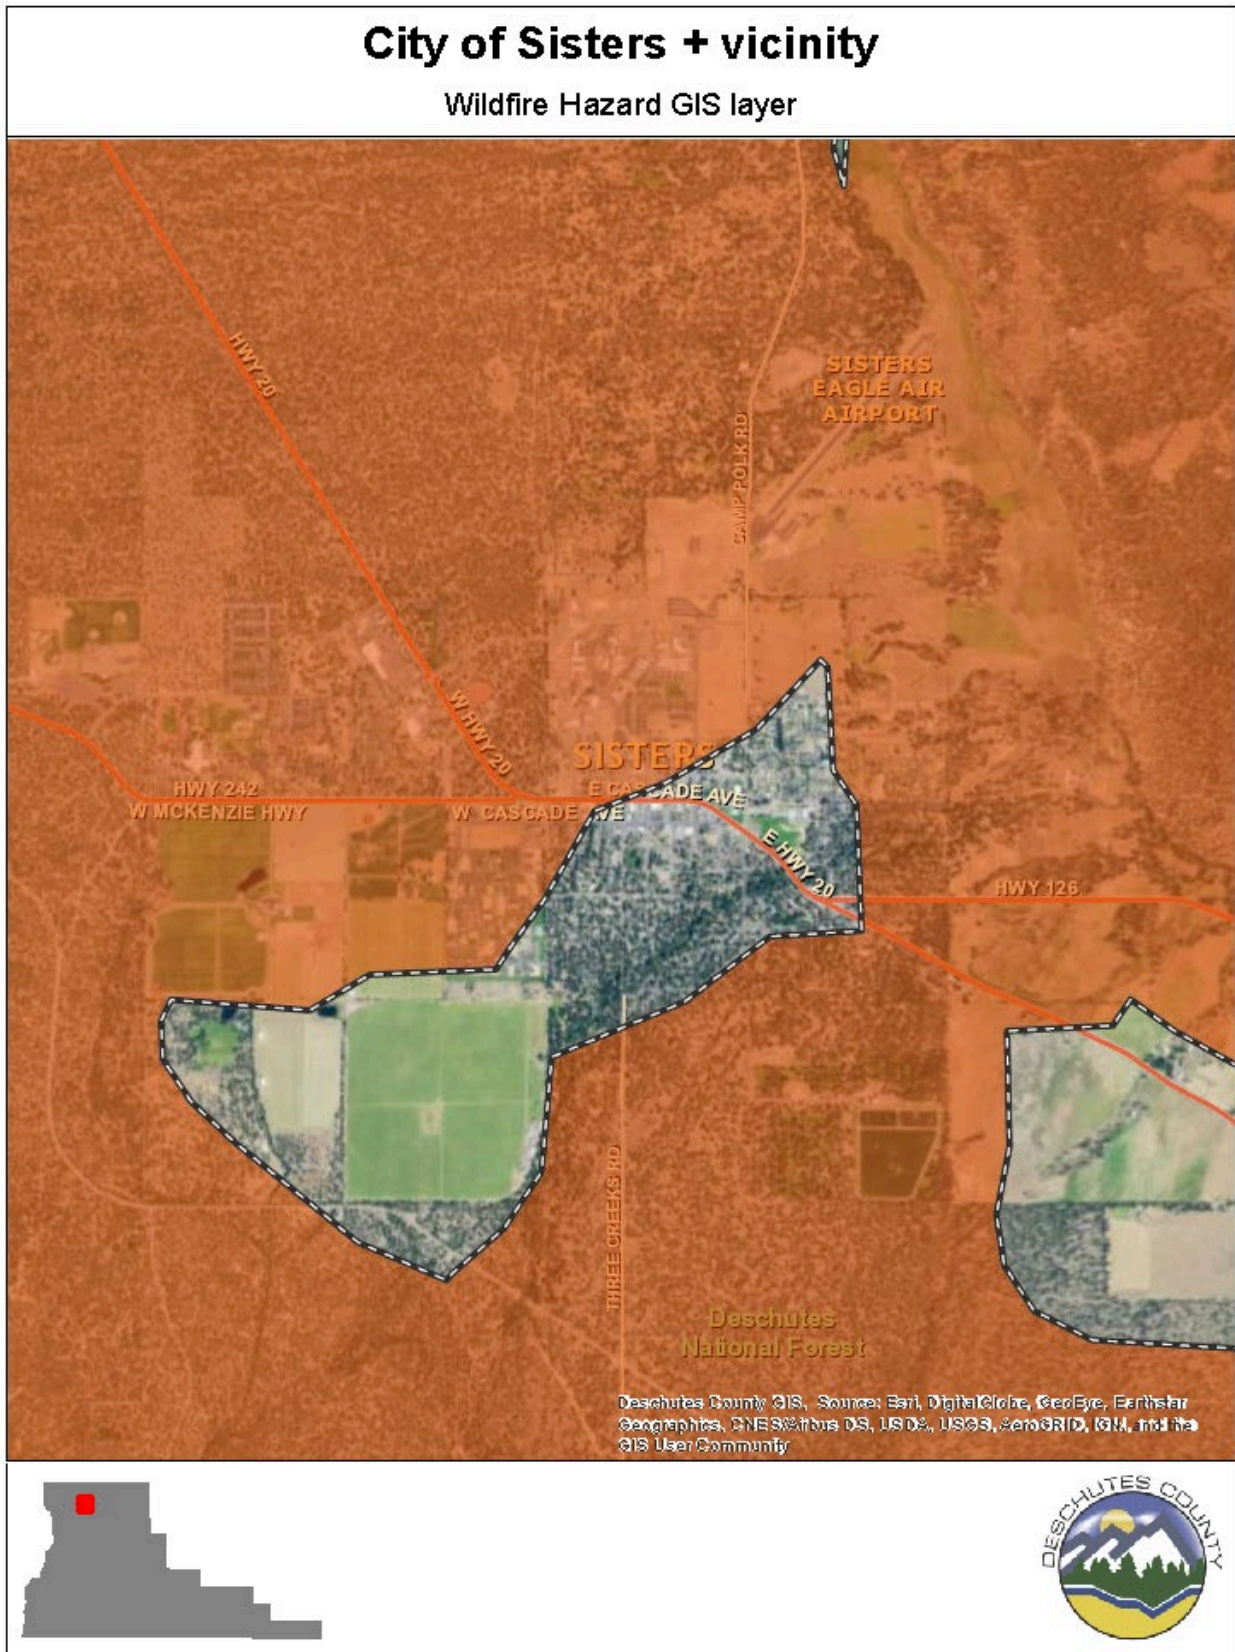 City of Sisters + vicinity
Wildfire Hazard GIS layer
HWY 20
SISTERS
EAGLE AIR
AIRPORT
CAMP POLK RD
W HWY 20
SISTERS
E CASCADE AVE
HWY 242
W MCKENZIE HWY
W CASCADE AVE
E HWY 20
HWY 126
THREE CREEKS RD
Deschutes
National Forest
Deschutes County GIS, Source: Esri, DigitalGlobe, GeoEye, Earthstar
Geographics, CNES/Airbus DS, USDA, USGS, AeroGRID, IGN, and the
GIS User Community
DESCHUTES COUNTY